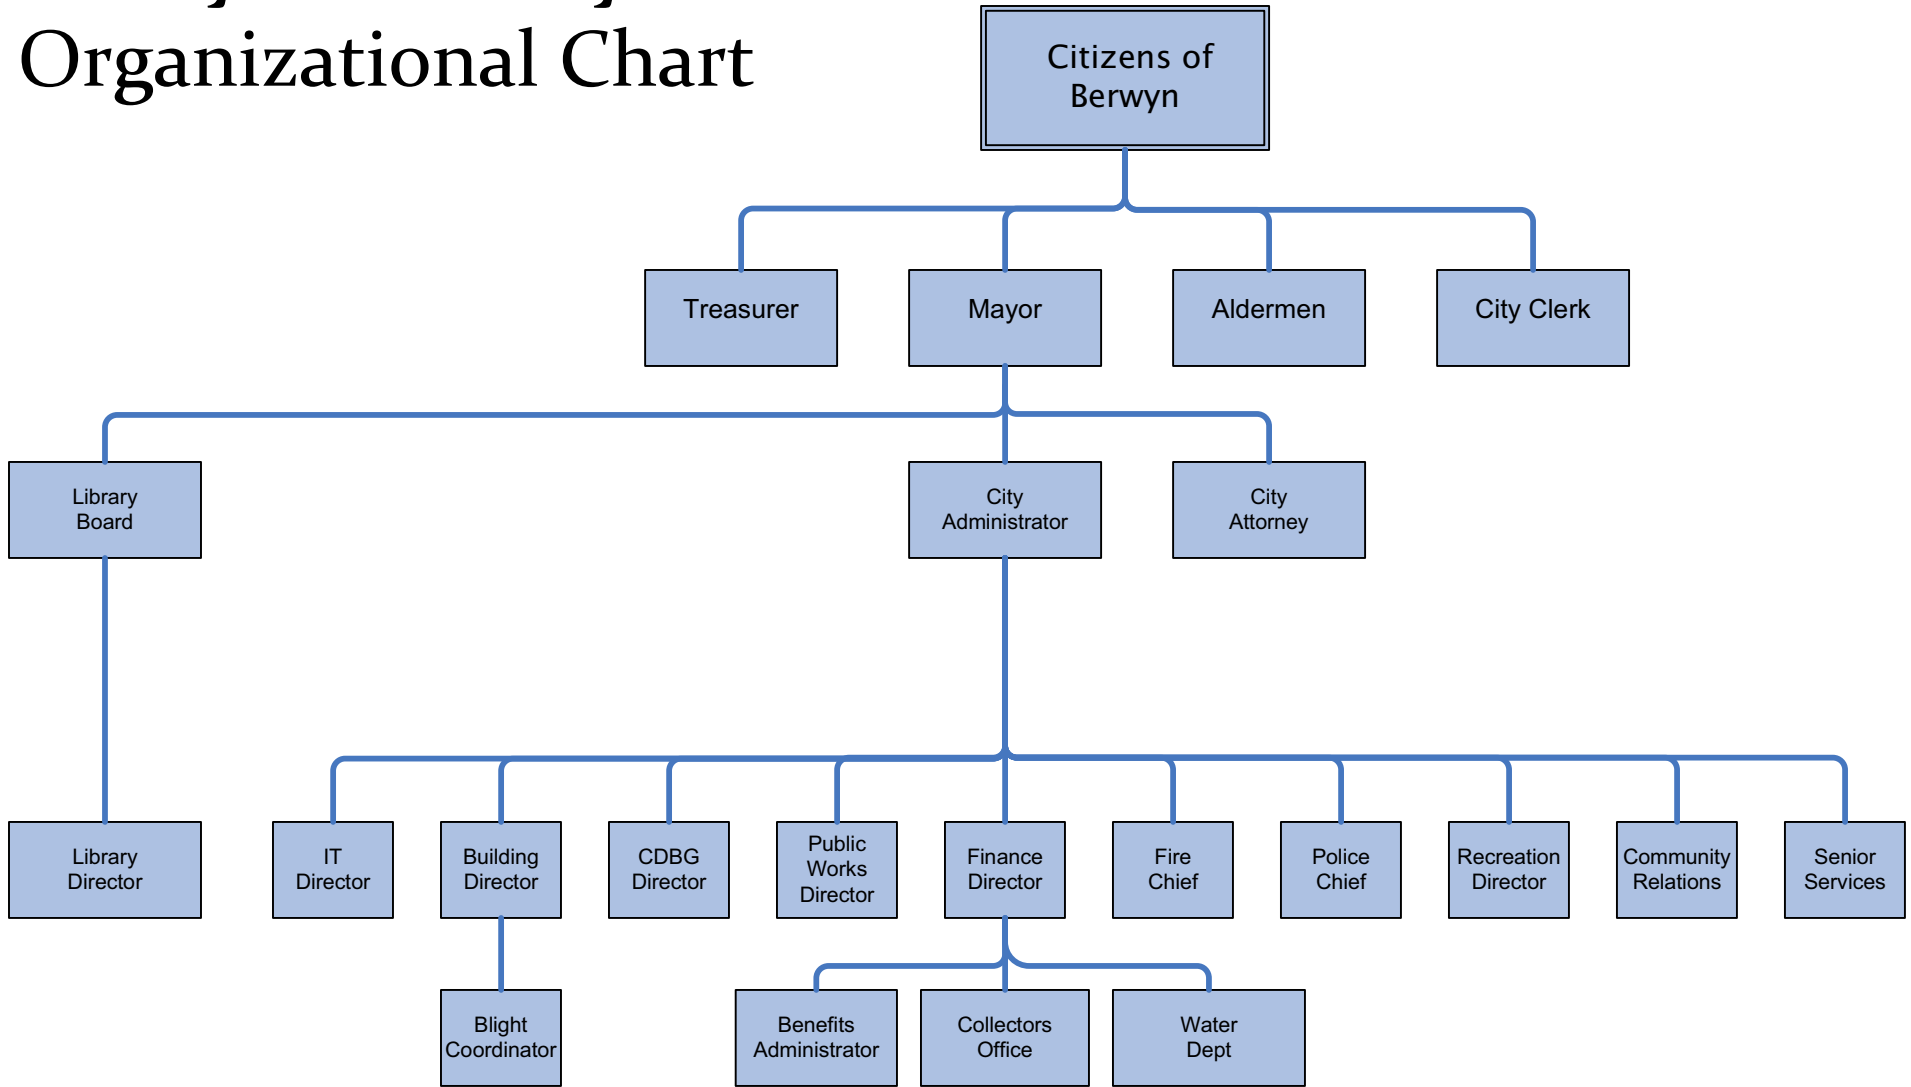 Organizational Chart
Citizens of
Berwyn
Treasurer
Mayor
Aldermen
City Clerk
Library
Board
City
Administrator
City
Attorney
Library
Director
IT
Director
Building
Director
CDBG
Director
Public
Works
Director
Finance
Director
Fire
Chief
Police
Chief
Recreation
Director
Community
Relations
Senior
Services
Blight
Coordinator
Benefits
Administrator
Collectors
Office
Water
Dept